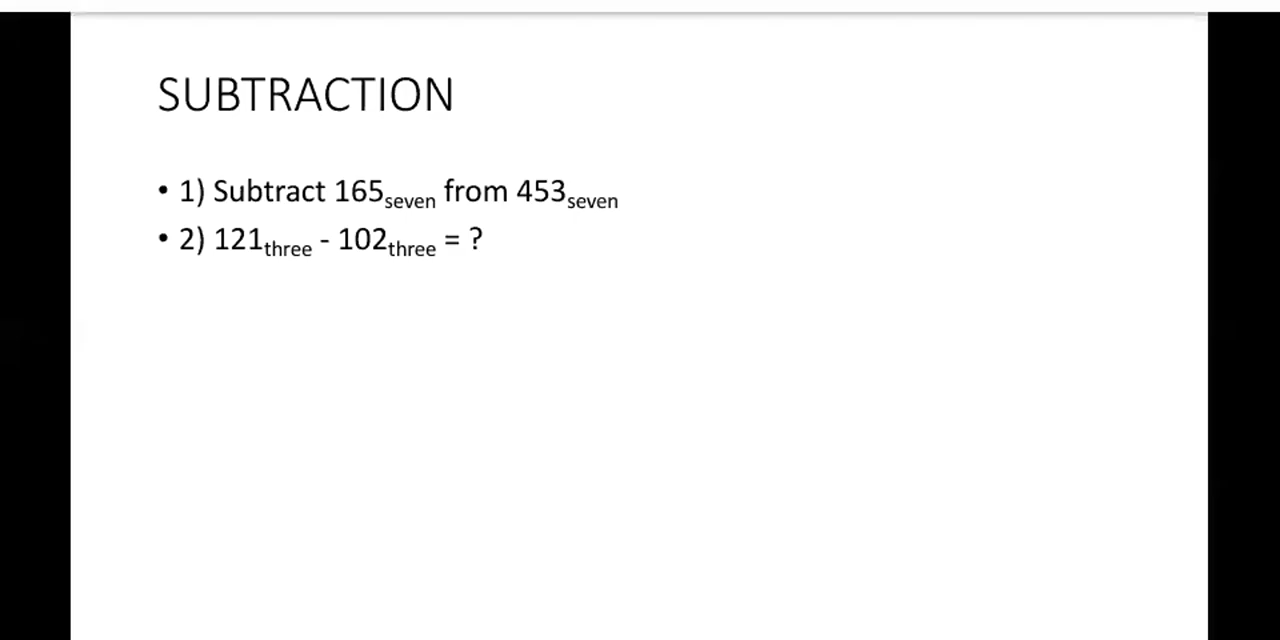 SUBTRACTION
• 1) Subtract 165seven from 453seven
• 2) 121three - 102three = ?